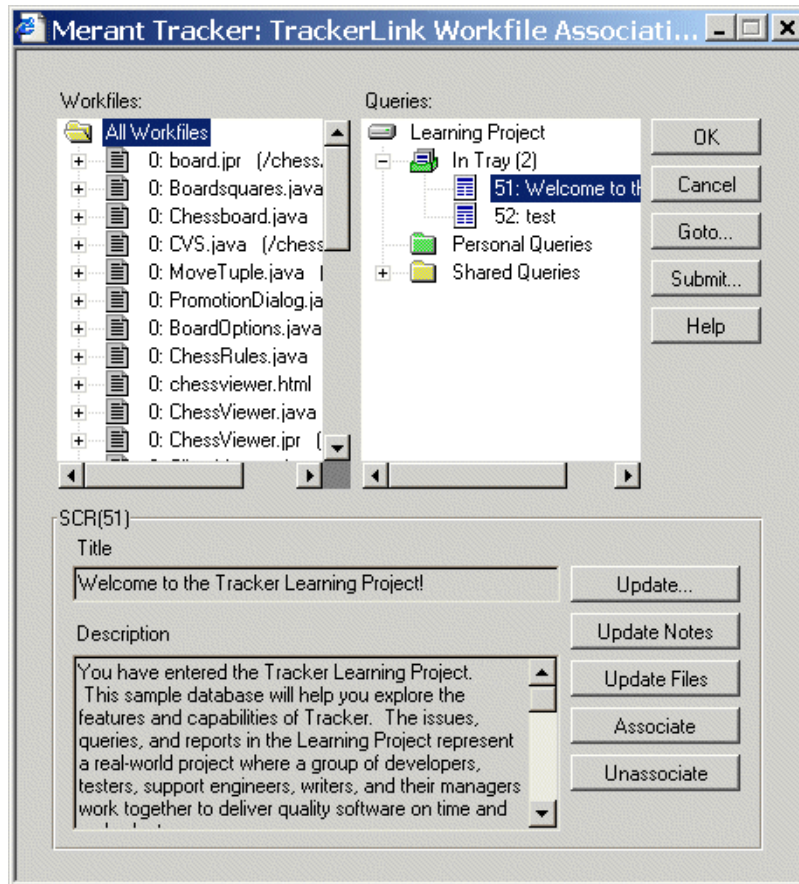 Merant Tracker: TrackerLink Workfile Associati...
Workfiles:
All Workfiles
0: board.jpr (/chess.
0: Boardsquares.java
0: Chessboard.java
0: CVS.java (/chess
0: MoveTuple.java (
0: PromotionDialog.ja
0: BoardOptions.java
0: ChessRules.java
0: chessviewer.html
0: ChessViewer.java
0: ChessViewer.jpr (
Queries:
Learning Project
In Tray (2)
51: Welcome to th
52: test
Personal Queries
Shared Queries
OK
Cancel
Goto...
Submit...
Help
SCR(51)
Title
Welcome to the Tracker Learning Project!
Description
You have entered the Tracker Learning Project.
This sample database will help you explore the
features and capabilities of Tracker. The issues,
queries, and reports in the Learning Project represent
a real-world project where a group of developers,
testers, support engineers, writers, and their managers
work together to deliver quality software on time and
Update...
Update Notes
Update Files
Associate
Unassociate